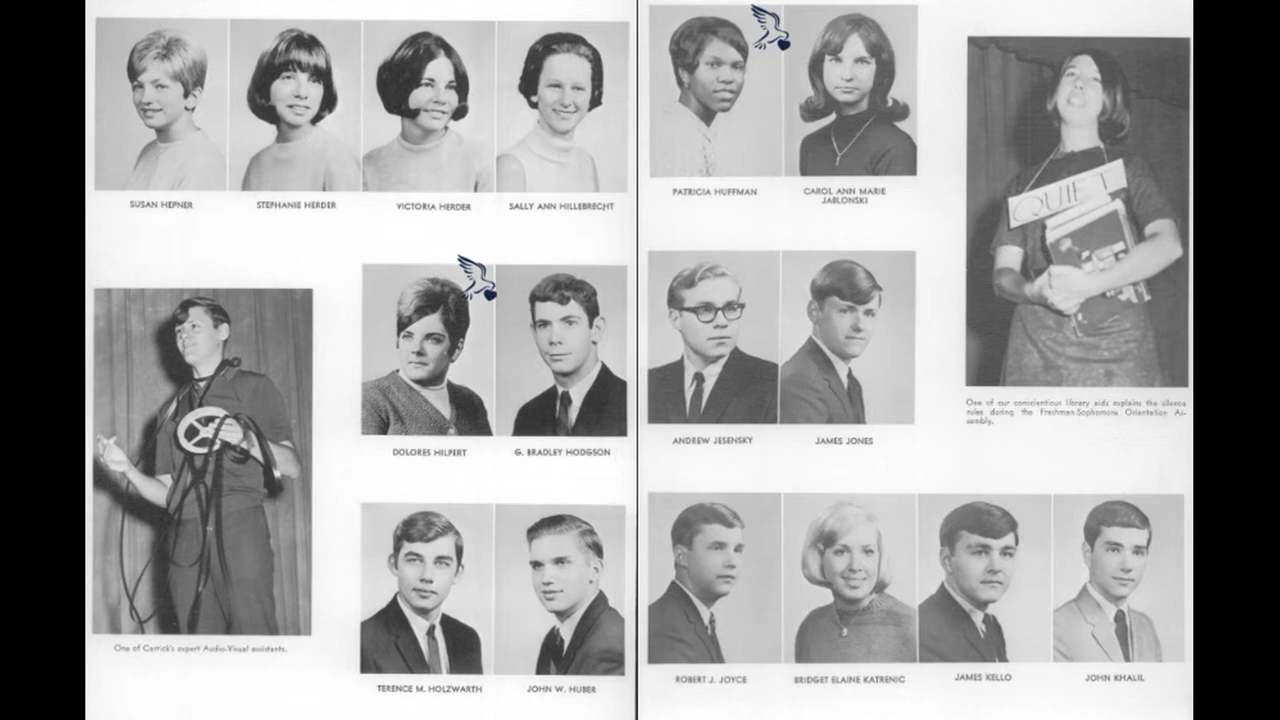 SUSAN HEPNER
STEPHANIE HERDER
VICTORIA HERDER
SALLY ANN HILLEBRECHT
DOLORES HILPERT
G. BRADLEY HODGSON
One of Carrick's expert Audio-Visual assistants.
TERENCE M. HOLZWARTH
JOHN W. HUBER
PATRICIA HUFFMAN
CAROL ANN MARIE
JABLONSKI
QUIET
One of our conscientious library aids explains the silence
rules during the Freshman-Sophomore Orientation As-
sembly.
ANDREW JESENSKY
JAMES JONES
ROBERT J. JOYCE
BRIDGET ELAINE KATRENIC
JAMES KELLO
JOHN KHALIL